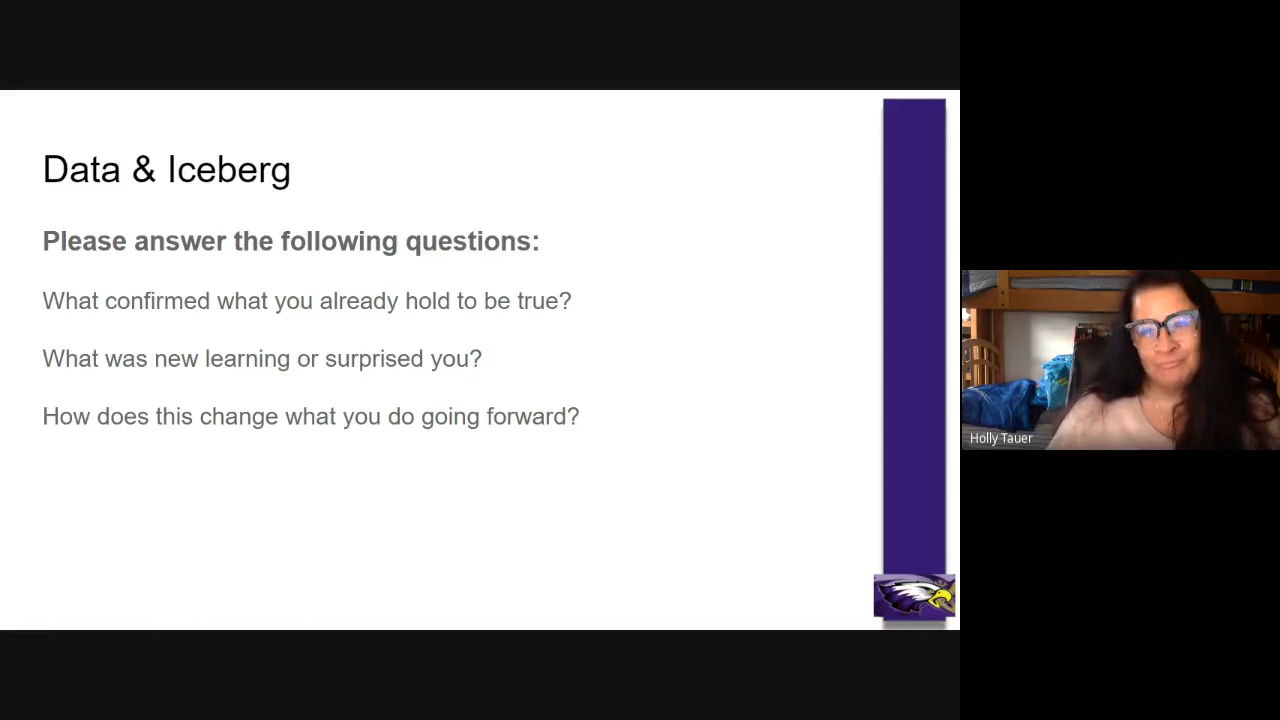 Data & Iceberg
Please answer the following questions:
What confirmed what you already hold to be true?
What was new learning or surprised you?
How does this change what you do going forward?
Holly Tauer